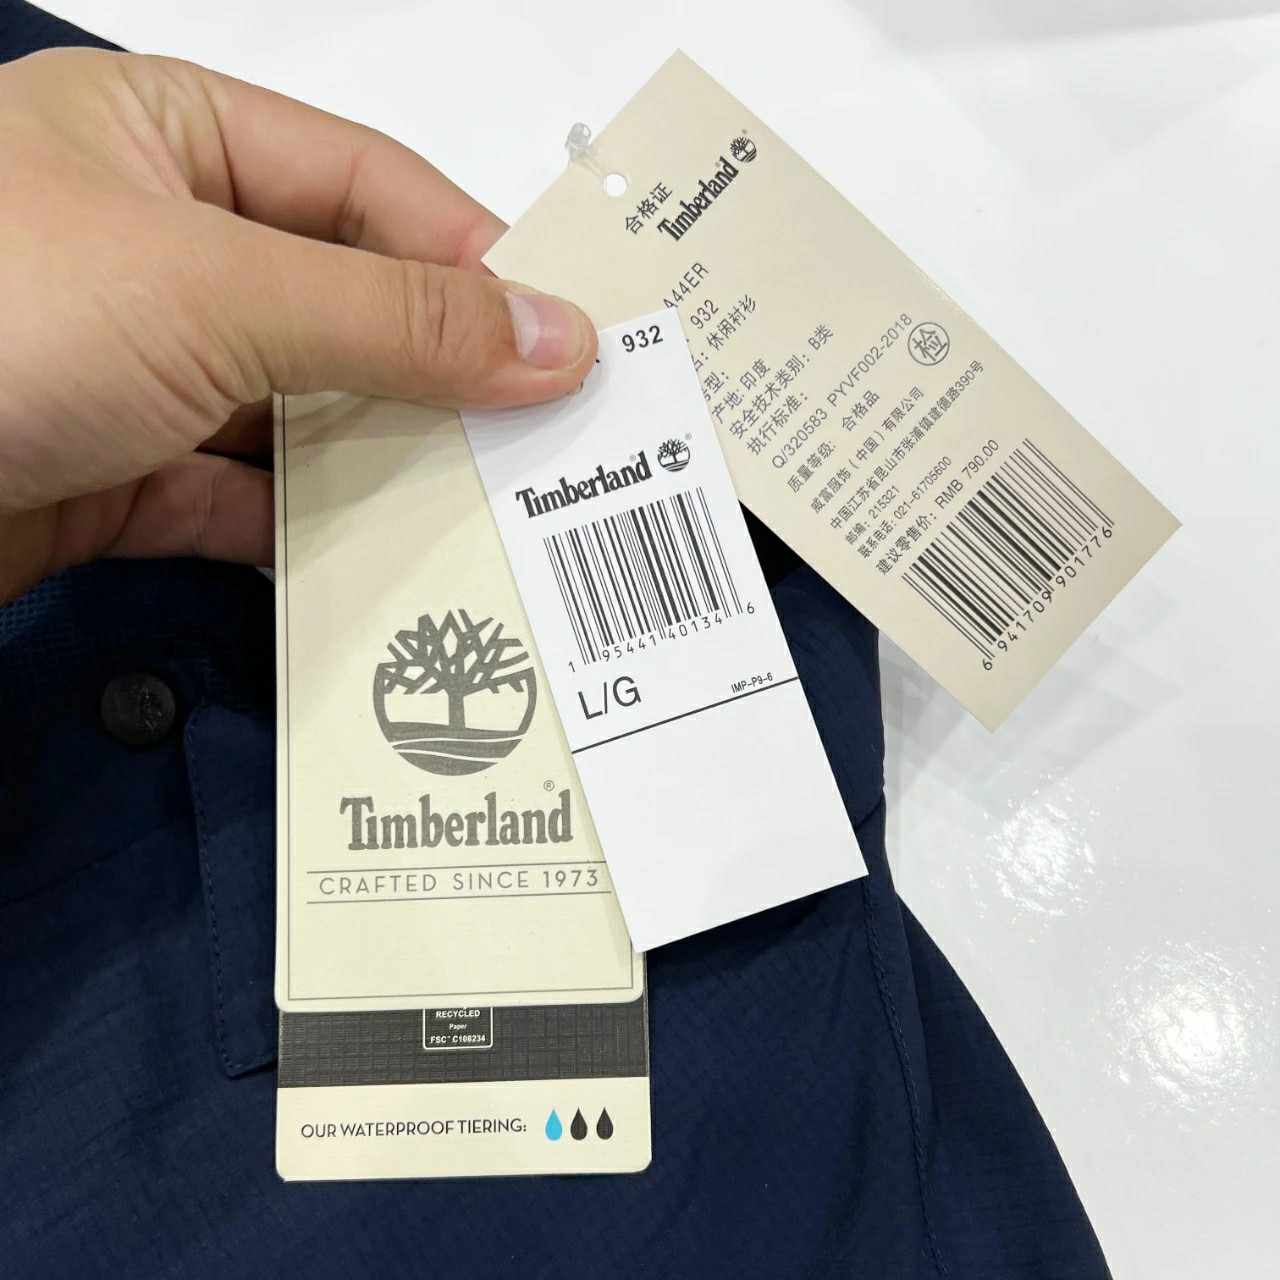 合格证
Timberland®
A44ER
932
休闲衬衫
型:
产地: 印度
安全技术类别: B类
执行标准:
Q/320583 PYVF002-2018
检
质量等级: 合格品
威富服饰（中国）有限公司
中国江苏省昆山市张浦镇建德路390号
邮编: 215321
联系电话: 021-61705600
建议零售价: RMB 790.00
6 941709 901776
932
Timberland®
1 95441 40134 6
L/G
IMP-P9-6
Timberland®
CRAFTED SINCE 1973
RECYCLED
Paper
FSC® C108234
OUR WATERPROOF TIERING: